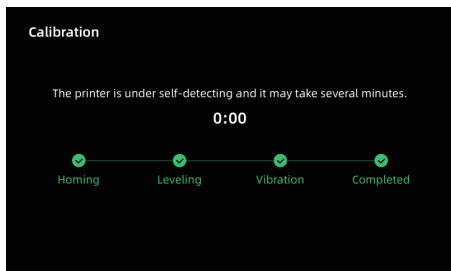 Calibration
The printer is under self-detecting and it may take several minutes.
0:00
Homing Leveling Vibration Completed